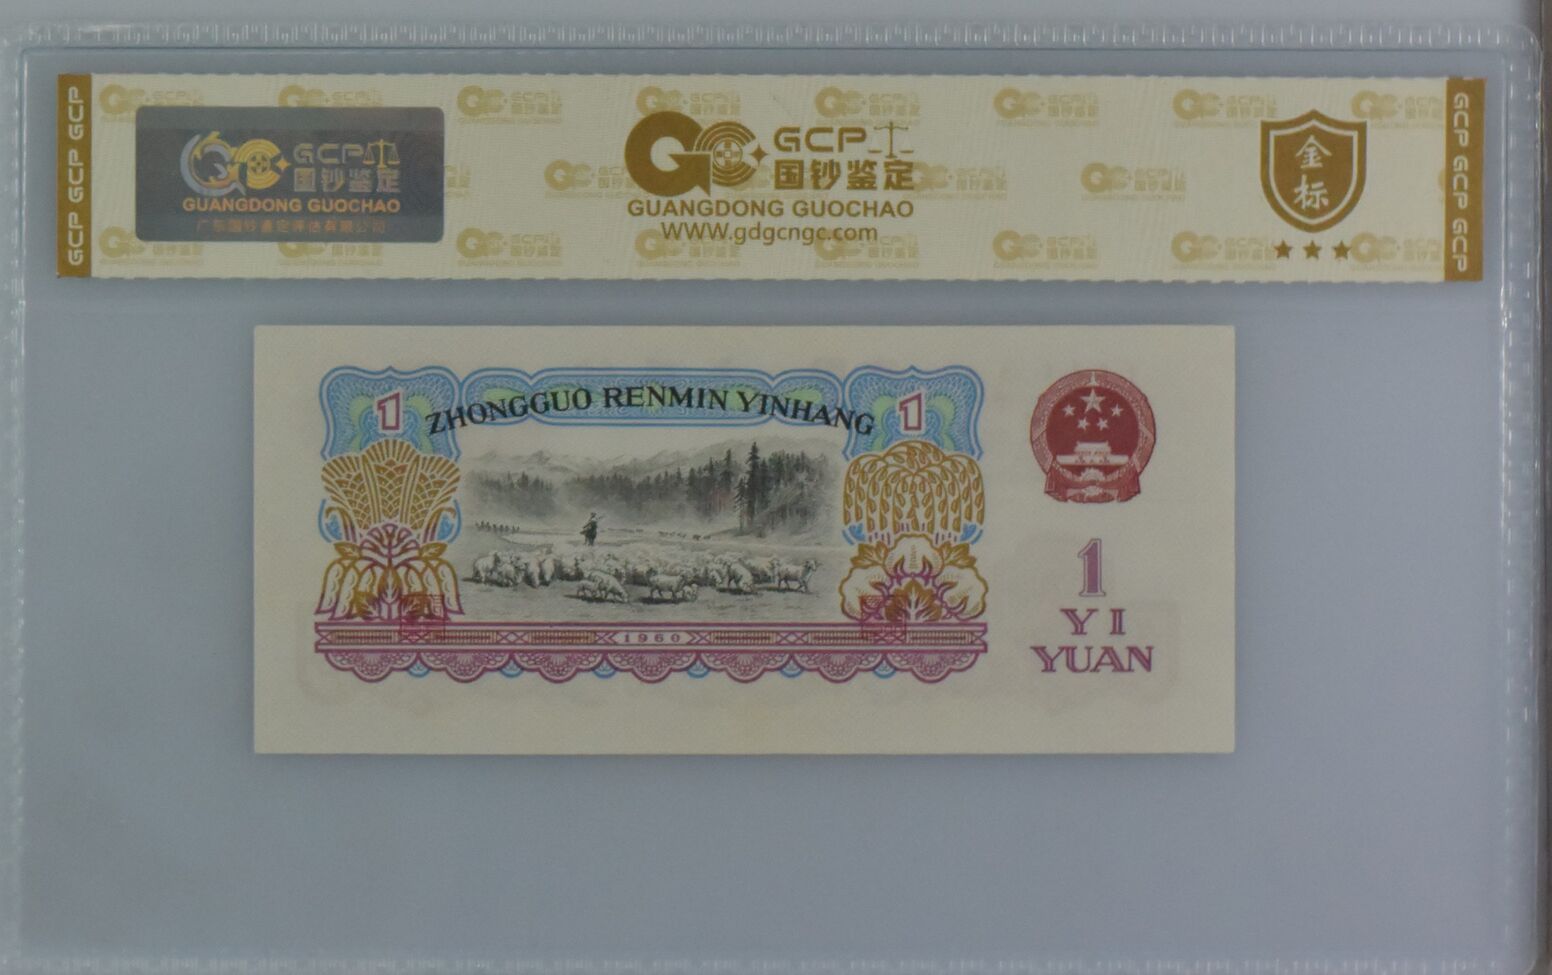 GCP GCP GCP
GCP
国钞鉴定
GUANGDONG GUOCHAO
广东国钞鉴定评估有限公司
GCP
国钞鉴定
GUANGDONG GUOCHAO
WWW.gdgcngc.com
金标
GCP GCP GCP
1
ZHONGGUO RENMIN YINHANG
1
1960
1
YI
YUAN